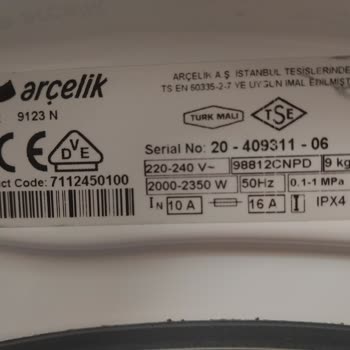 arçelik
9123 N
ARÇELİK A.Ş. İSTANBUL TESİSLERİNDE
TS EN 60335-2-7 YE UYGUN İMAL EDİLMİŞT
TÜRK MALI
TSE
CE
DVE
Serial No: 20 - 409311 - 06
ct Code: 7112450100
220-240 V~ 98812CNPD 9 kg
2000-2350 W 50Hz 0.1-1 MPa
IN 10 A 16 A IPX4